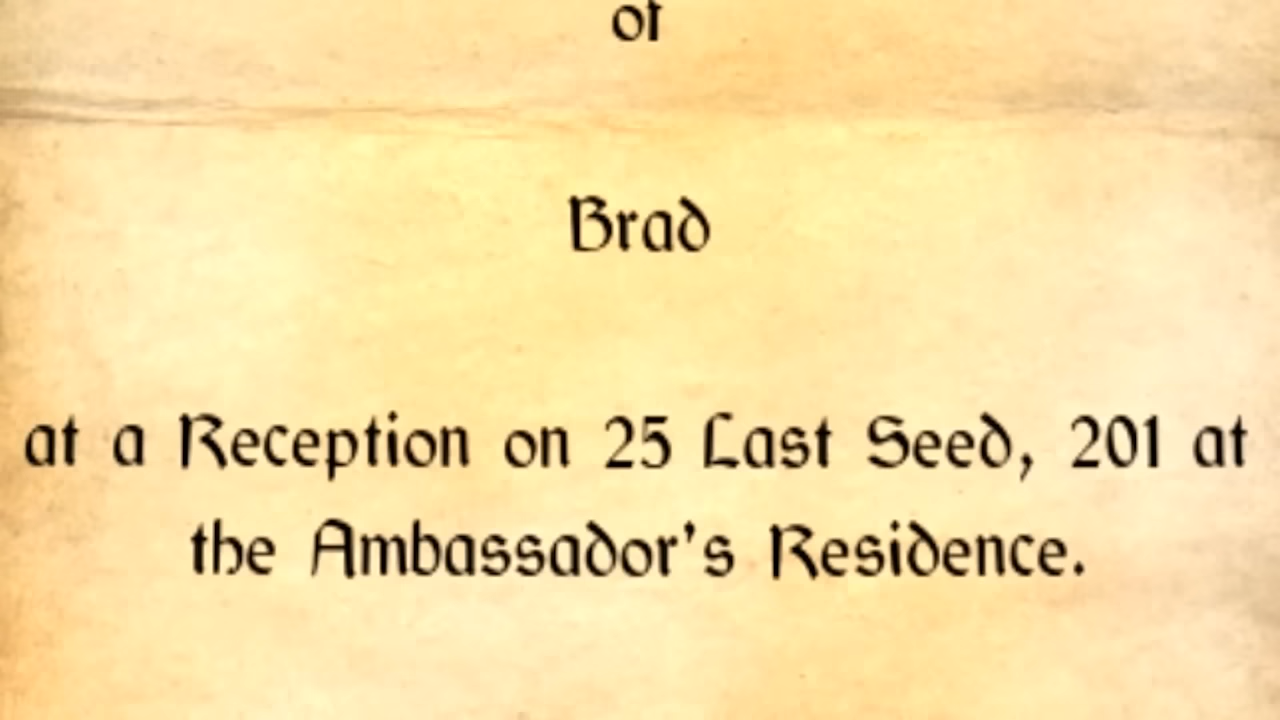 of
Brad
at a Reception on 25 Last Seed, 201 at
the Ambassador's Residence.